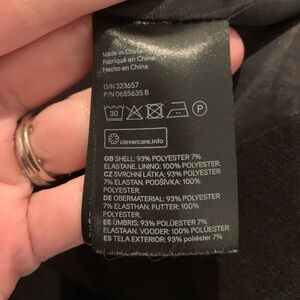 Made in China
Fabriqué en Chine
Hecho en China
O/N 323657
P/N 0685635 8
30
P
clevercare.info
GB SHELL: 93% POLYESTER 7%
ELASTANE. LINING: 100% POLYESTER.
CZ SVRCHNÍ LÁTKA: 93% POLYESTER
7% ELASTAN. PODŠÍVKA: 100%
POLYESTER.
DE OBERMATERIAL: 93% POLYESTER
7% ELASTHAN. FUTTER: 100%
POLYESTER.
EE ÜMBRIS: 93% POLÜESTER 7%
ELASTAAN, VOODER: 100% POLÜESTER
ES TELA EXTERIOR: 93% poliéster 7%